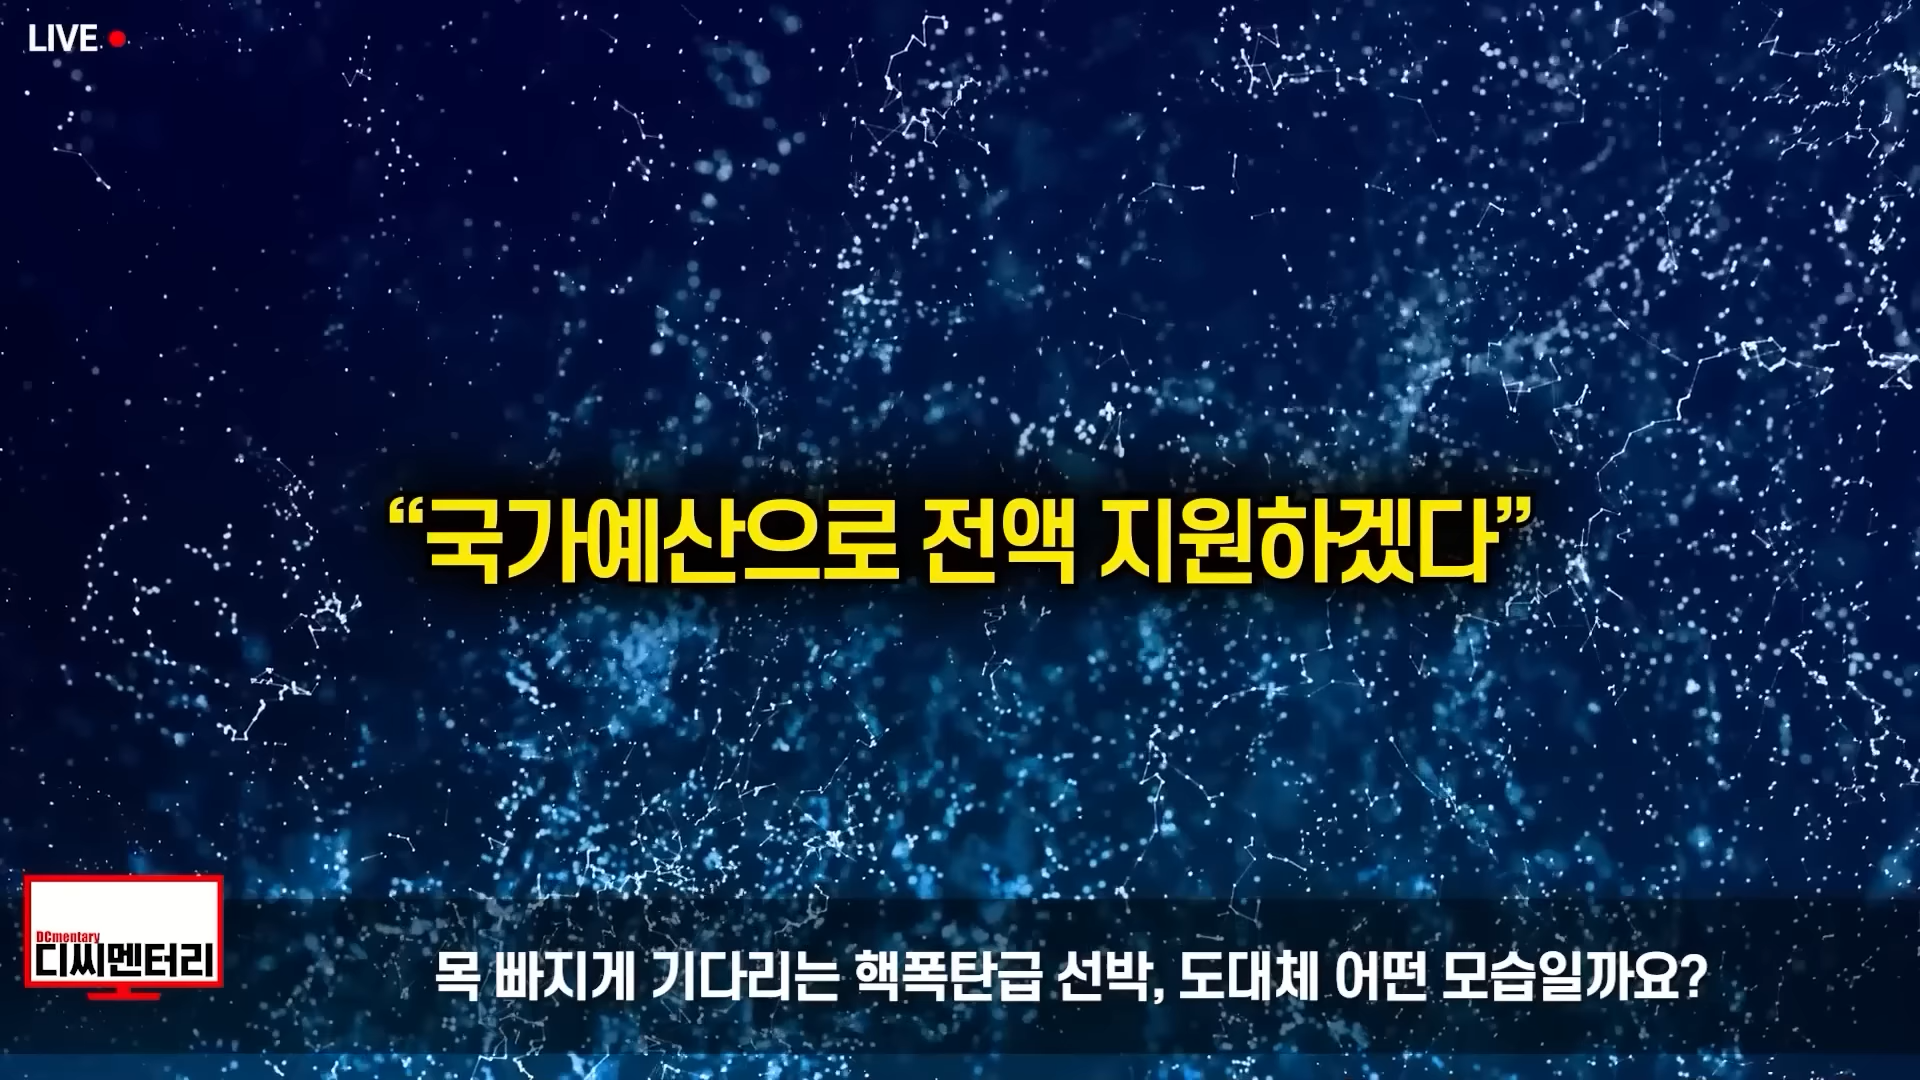 LIVE
“국가예산으로 전액 지원하겠다”
DCmentary
디씨멘터리
목 빠지게 기다리는 핵폭탄급 선박, 도대체 어떤 모습일까요?